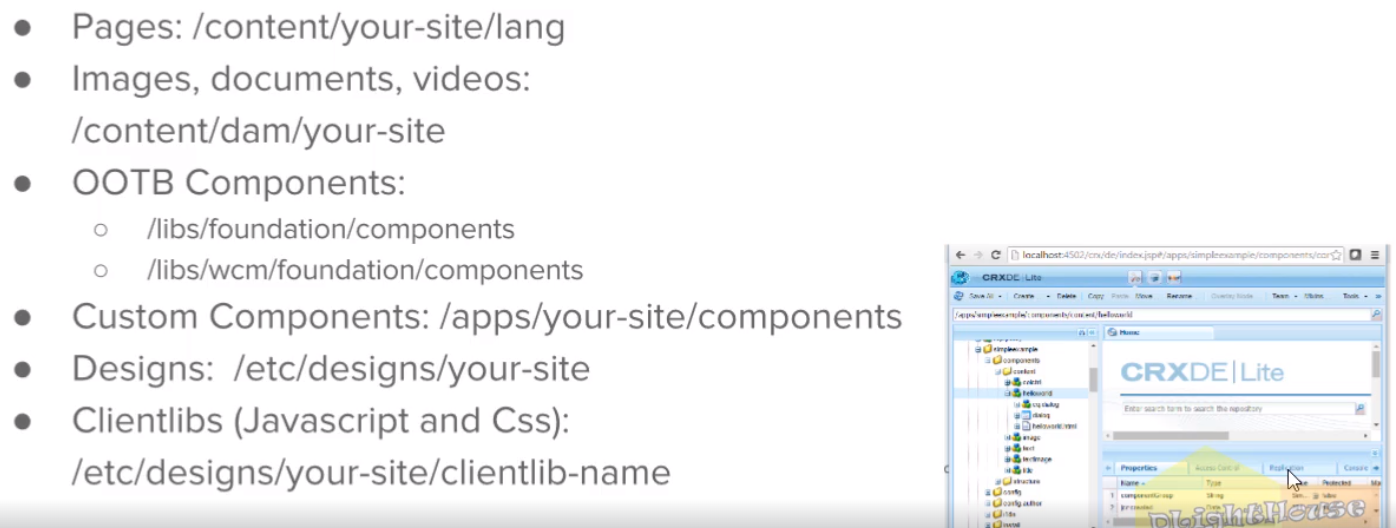 ● Pages: /content/your-site/lang
● Images, documents, videos:
/content/dam/your-site
● OOTB Components:
○ /libs/foundation/components
○ /libs/wcm/foundation/components
● Custom Components: /apps/your-site/components
● Designs: /etc/designs/your-site
● Clientlibs (Javascript and Css):
/etc/designs/your-site/clientlib-name
localhost:4502/crx/de/index.jsp#/apps/simpleexample/components/cor
CRXDE Lite
Save All Create Delete Copy Paste Move Rename Overlay Node Team Mixins Tools
/apps/simpleexample/components/content/helloworld
Home
simpleexample
components
content
colctrl
helloworld
cq:dialog
dialog
helloworld.html
image
text
textimage
title
structure
config
config.author
install
CRXDE | Lite
Enter search term to search the repository
Properties Access Control Replication Console
Name Type Protected
1 componentGroup String
2 jcr:created
DLightHouse